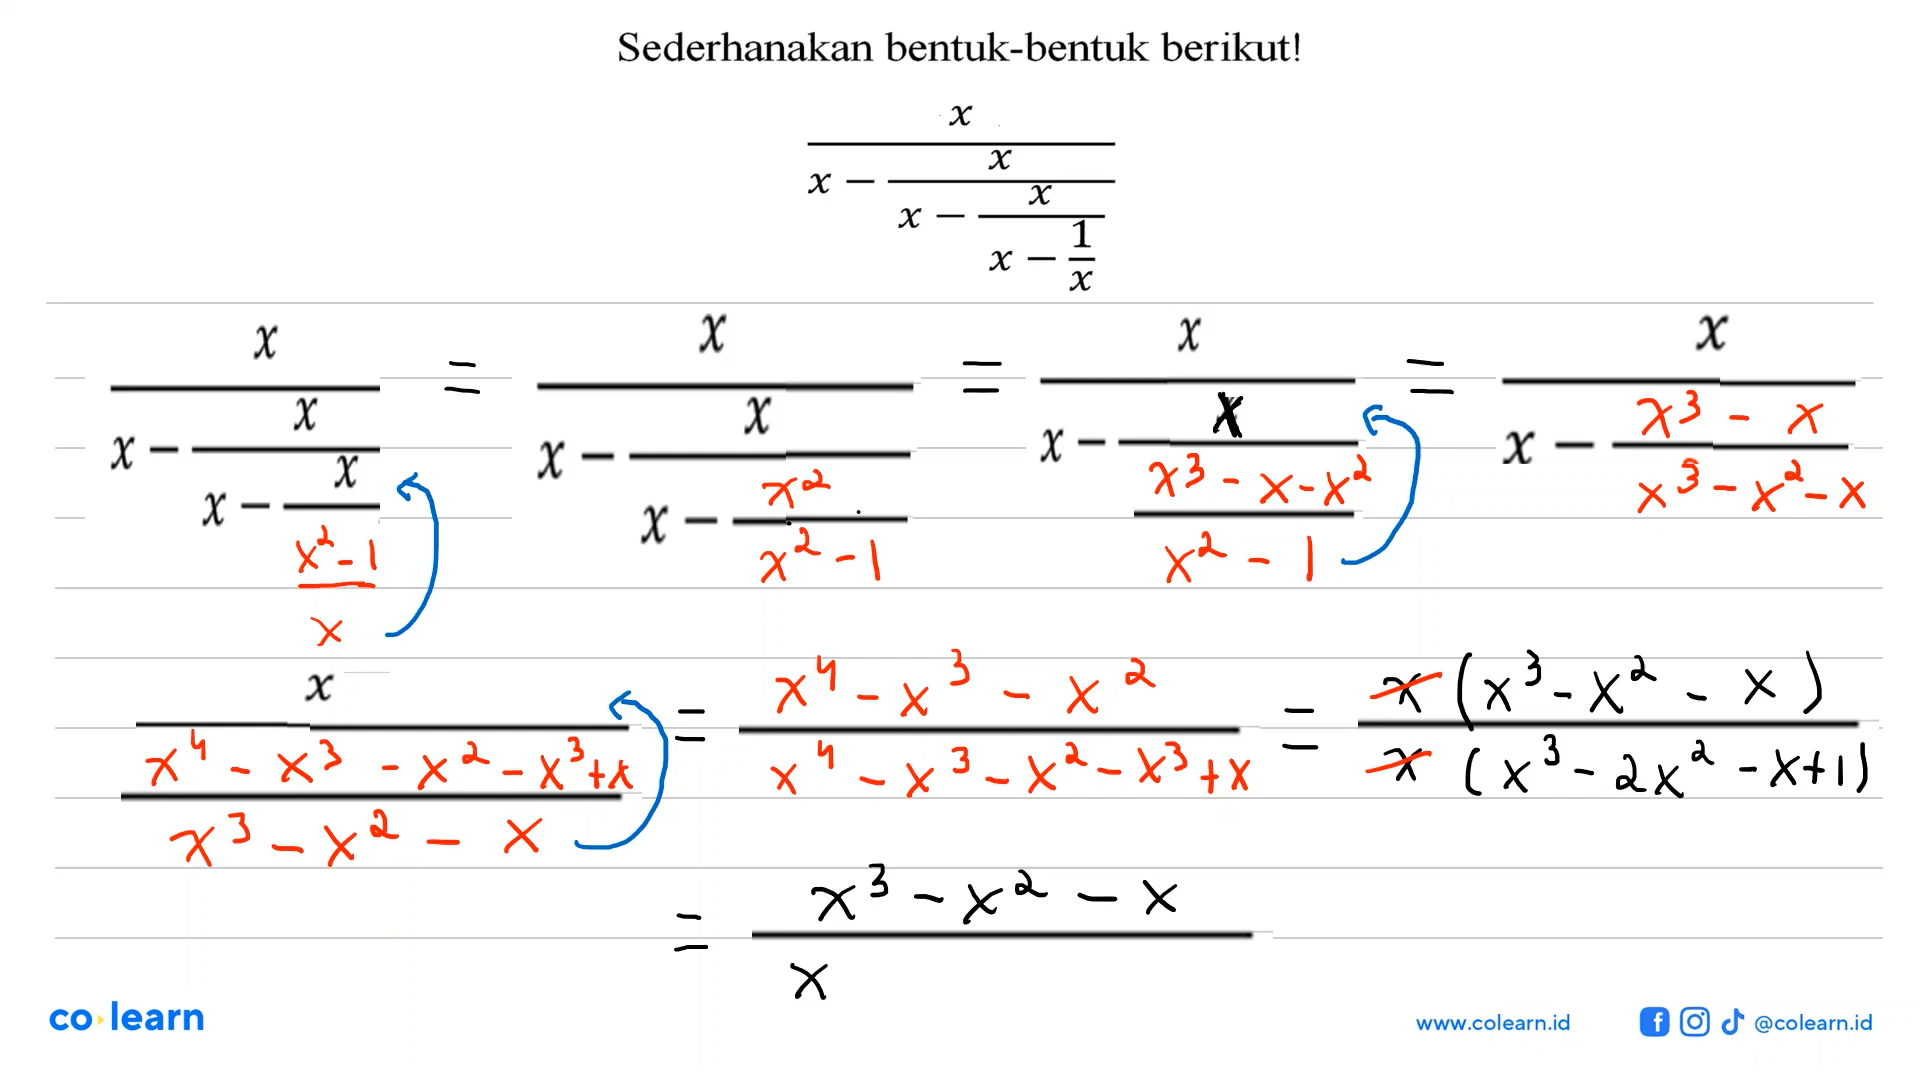 Sederhanakan bentuk-bentuk berikut!
x
x - x
x - x
x - 1
x
x = x = x = x
x - x
x - x
x² - 1
x
x - x
x - x²
x² - 1
x - x
x³ - x - x²
x² - 1
x - x³ - x
x³ - x² - x
x
x⁴ - x³ - x² - x³ + x
x³ - x² - x
= x⁴ - x³ - x²
x⁴ - x³ - x² - x³ + x
= x (x³ - x² - x)
x (x³ - 2x² - x + 1)
= x³ - x² - x
x
co learn
www.colearn.id
@colearn.id